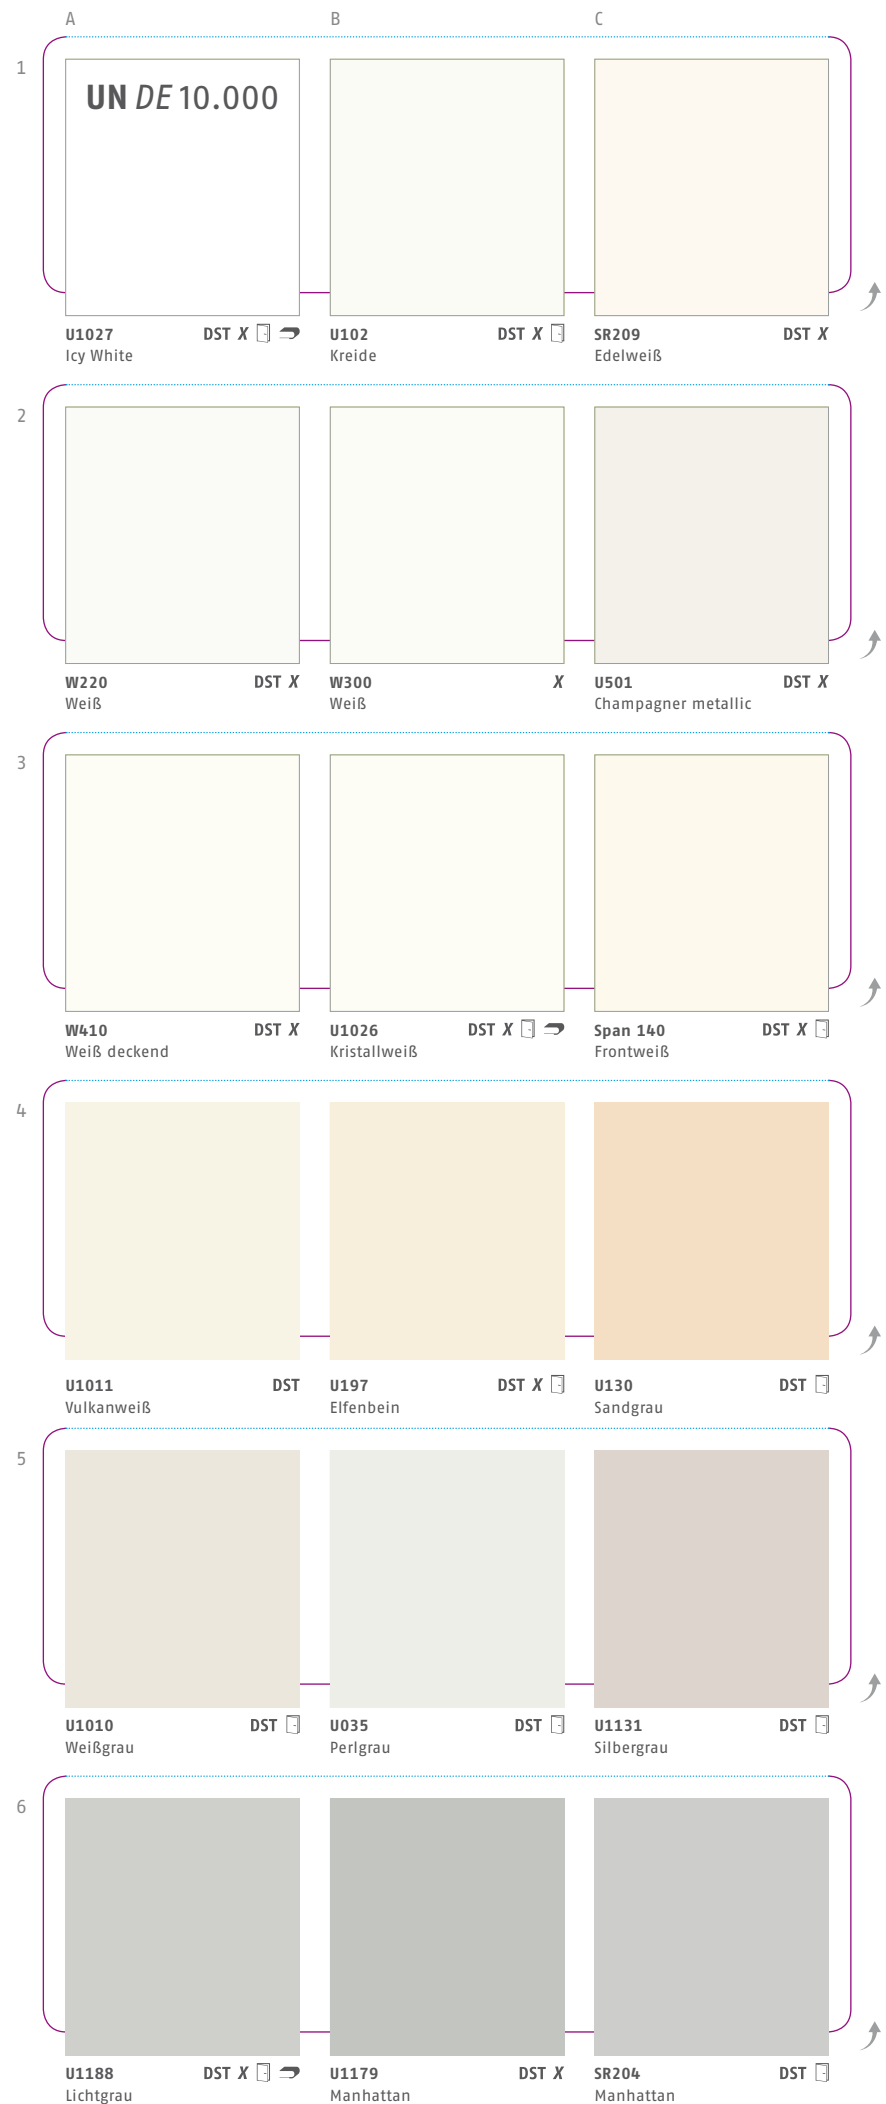 A B C
1
UN DE 10.000
U1027 DST X U102 DST X SR209 DST X
Icy White Kreide Edelweiß
2
W220 DST X W300 X U501 DST X
Weiß Weiß Champagner metallic
3
W410 DST X U1026 DST X Span 140 DST X
Weiß deckend Kristallweiß Frontweiß
4
U1011 DST U197 DST X U130 DST
Vulkanweiß Elfenbein Sandgrau
5
U1010 DST U035 DST U1131 DST
Weißgrau Perlgrau Silbergrau
6
U1188 DST X U1179 DST X SR204 DST
Lichtgrau Manhattan Manhattan